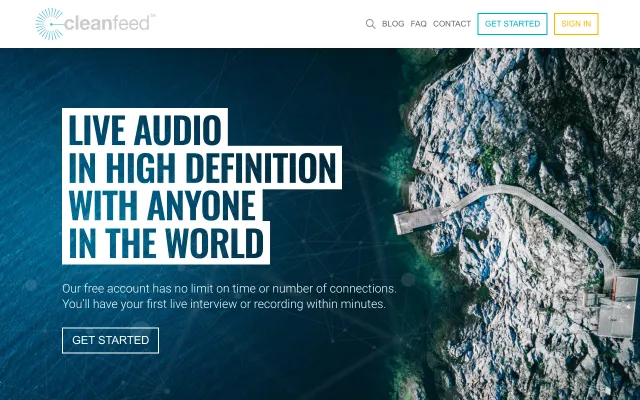 cleanfeed™
BLOG FAQ CONTACT GET STARTED SIGN IN
LIVE AUDIO
IN HIGH DEFINITION
WITH ANYONE
IN THE WORLD
Our free account has no limit on time or number of connections.
You'll have your first live interview or recording within minutes.
GET STARTED